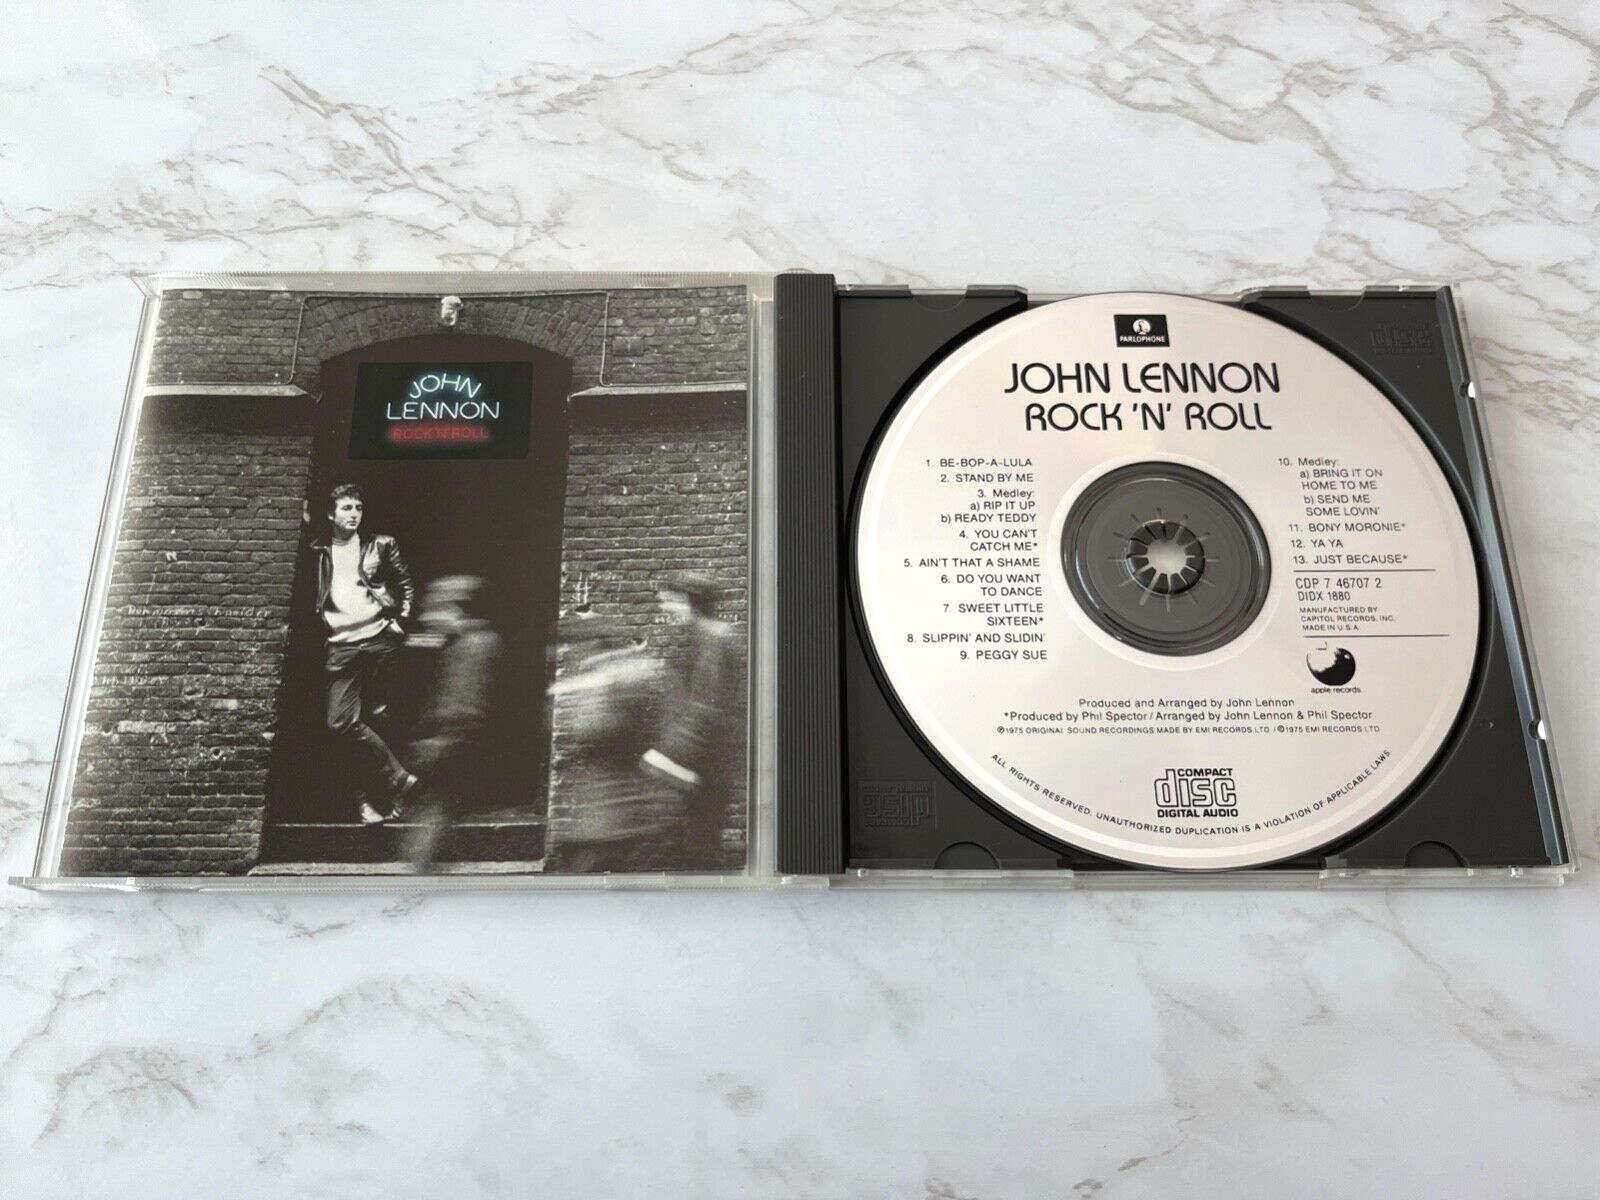 JOHN
LENNON
ROCK'N'ROLL
PARLOPHONE
JOHN LENNON
ROCK 'N' ROLL
1. BE-BOP-A-LULA
2. STAND BY ME
3. Medley:
a) RIP IT UP
b) READY TEDDY
4. YOU CAN'T
CATCH ME*
5. AIN'T THAT A SHAME
6. DO YOU WANT
TO DANCE
7. SWEET LITTLE
SIXTEEN*
8. SLIPPIN' AND SLIDIN'
9. PEGGY SUE
10. Medley:
a) BRING IT ON
HOME TO ME
b) SEND ME
SOME LOVIN'
11. BONY MORONIE*
12. YA YA
13. JUST BECAUSE*
CDP 7 46707 2
DIDX 1880
MANUFACTURED BY
CAPITOL RECORDS, INC.
MADE IN U.S.A.
apple records
Produced and Arranged by John Lennon
*Produced by Phil Spector / Arranged by John Lennon & Phil Spector
℗1975 ORIGINAL SOUND RECORDINGS MADE BY EMI RECORDS LTD. / ©1975 EMI RECORDS LTD
COMPACT
disc
DIGITAL AUDIO
ALL RIGHTS RESERVED. UNAUTHORIZED DUPLICATION IS A VIOLATION OF APPLICABLE LAWS
disc